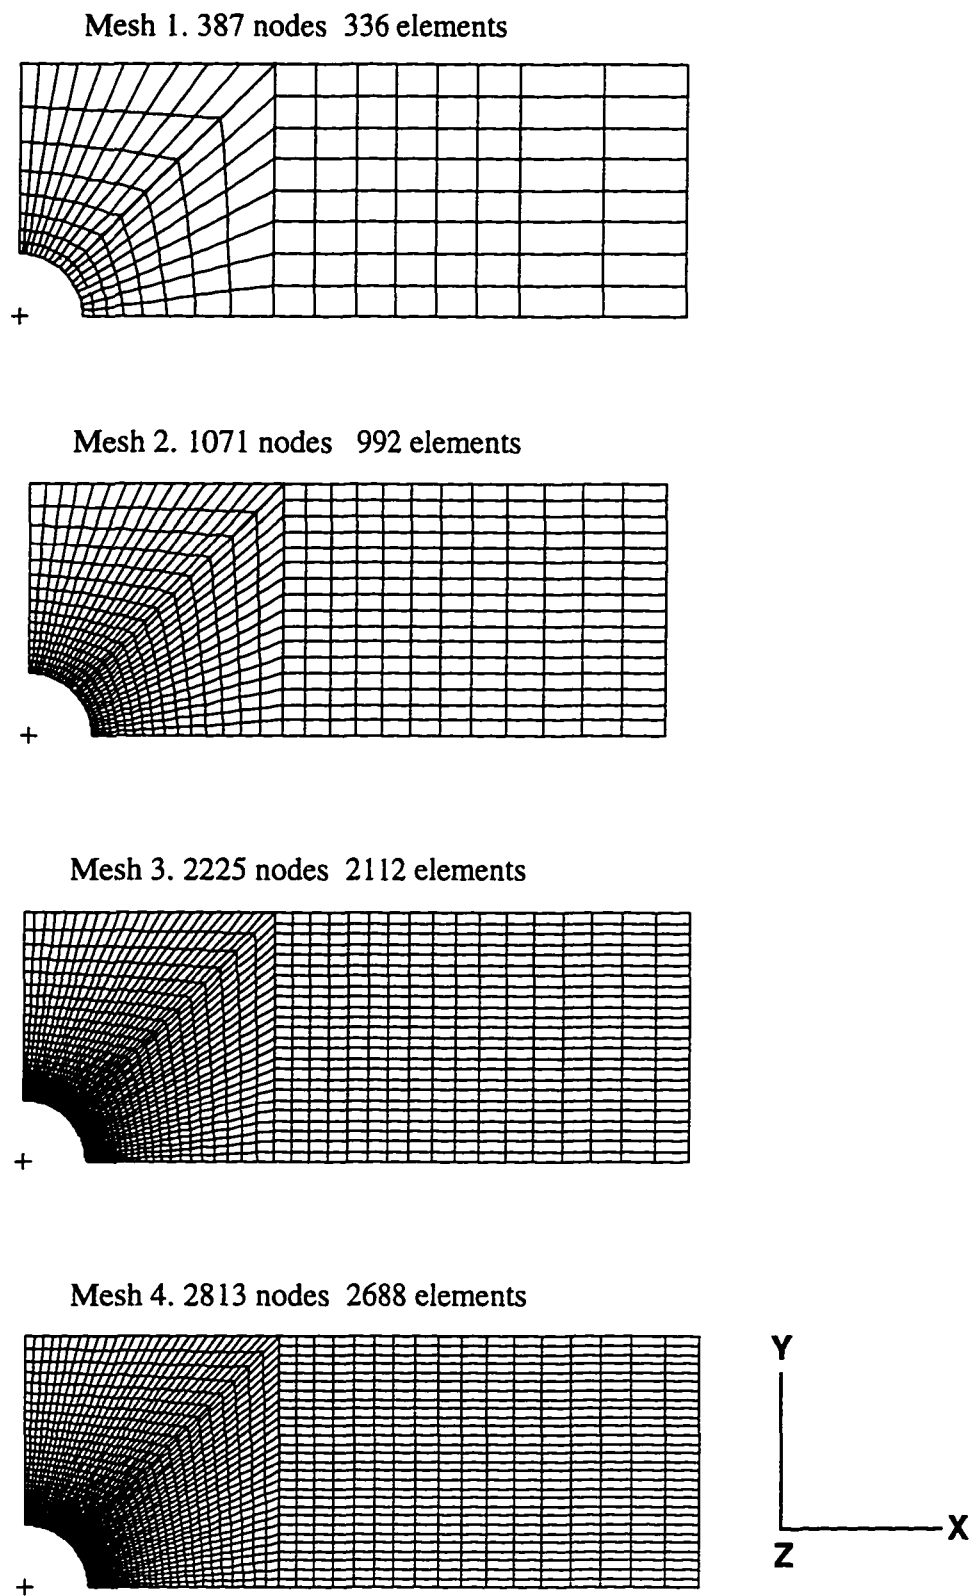 Mesh 1. 387 nodes 336 elements
Mesh 2. 1071 nodes 992 elements
Mesh 3. 2225 nodes 2112 elements
Mesh 4. 2813 nodes 2688 elements
Y
X
Z